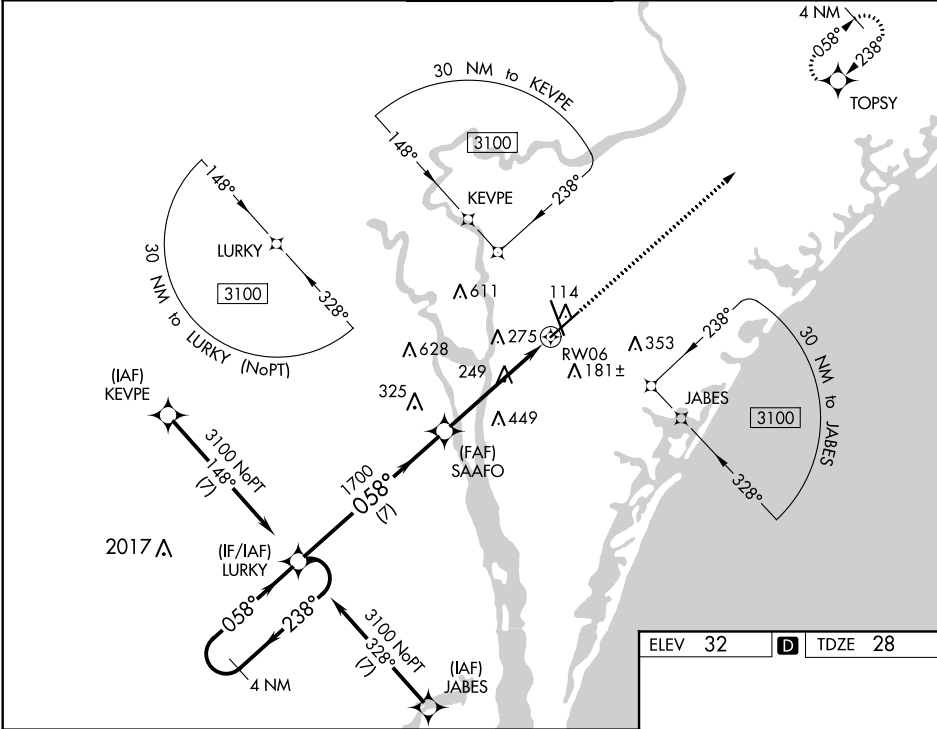 4 NM
058°
238°
TOPSY
30 NM to KEVPE
3100
148°
238°
KEVPE
148°
LURKY
328°
3100
30 NM to LURKY (NoPT)
611
114
628
275
353
RW06
249
181±
325
449
238°
30 NM to JABES
3100
JABES
328°
(IAF)
KEVPE
3100 NoPT
148°
(7)
(FAF)
SAAFO
1700
058°
(7)
2017
(IF/IAF)
LURKY
058°
238°
4 NM
3100 NoPT
328°
(7)
(IAF)
JABES
ELEV 32 D TDZE 28